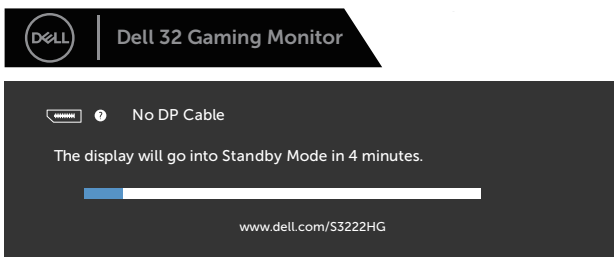 DELL
Dell 32 Gaming Monitor
? No DP Cable
The display will go into Standby Mode in 4 minutes.
www.dell.com/S3222HG